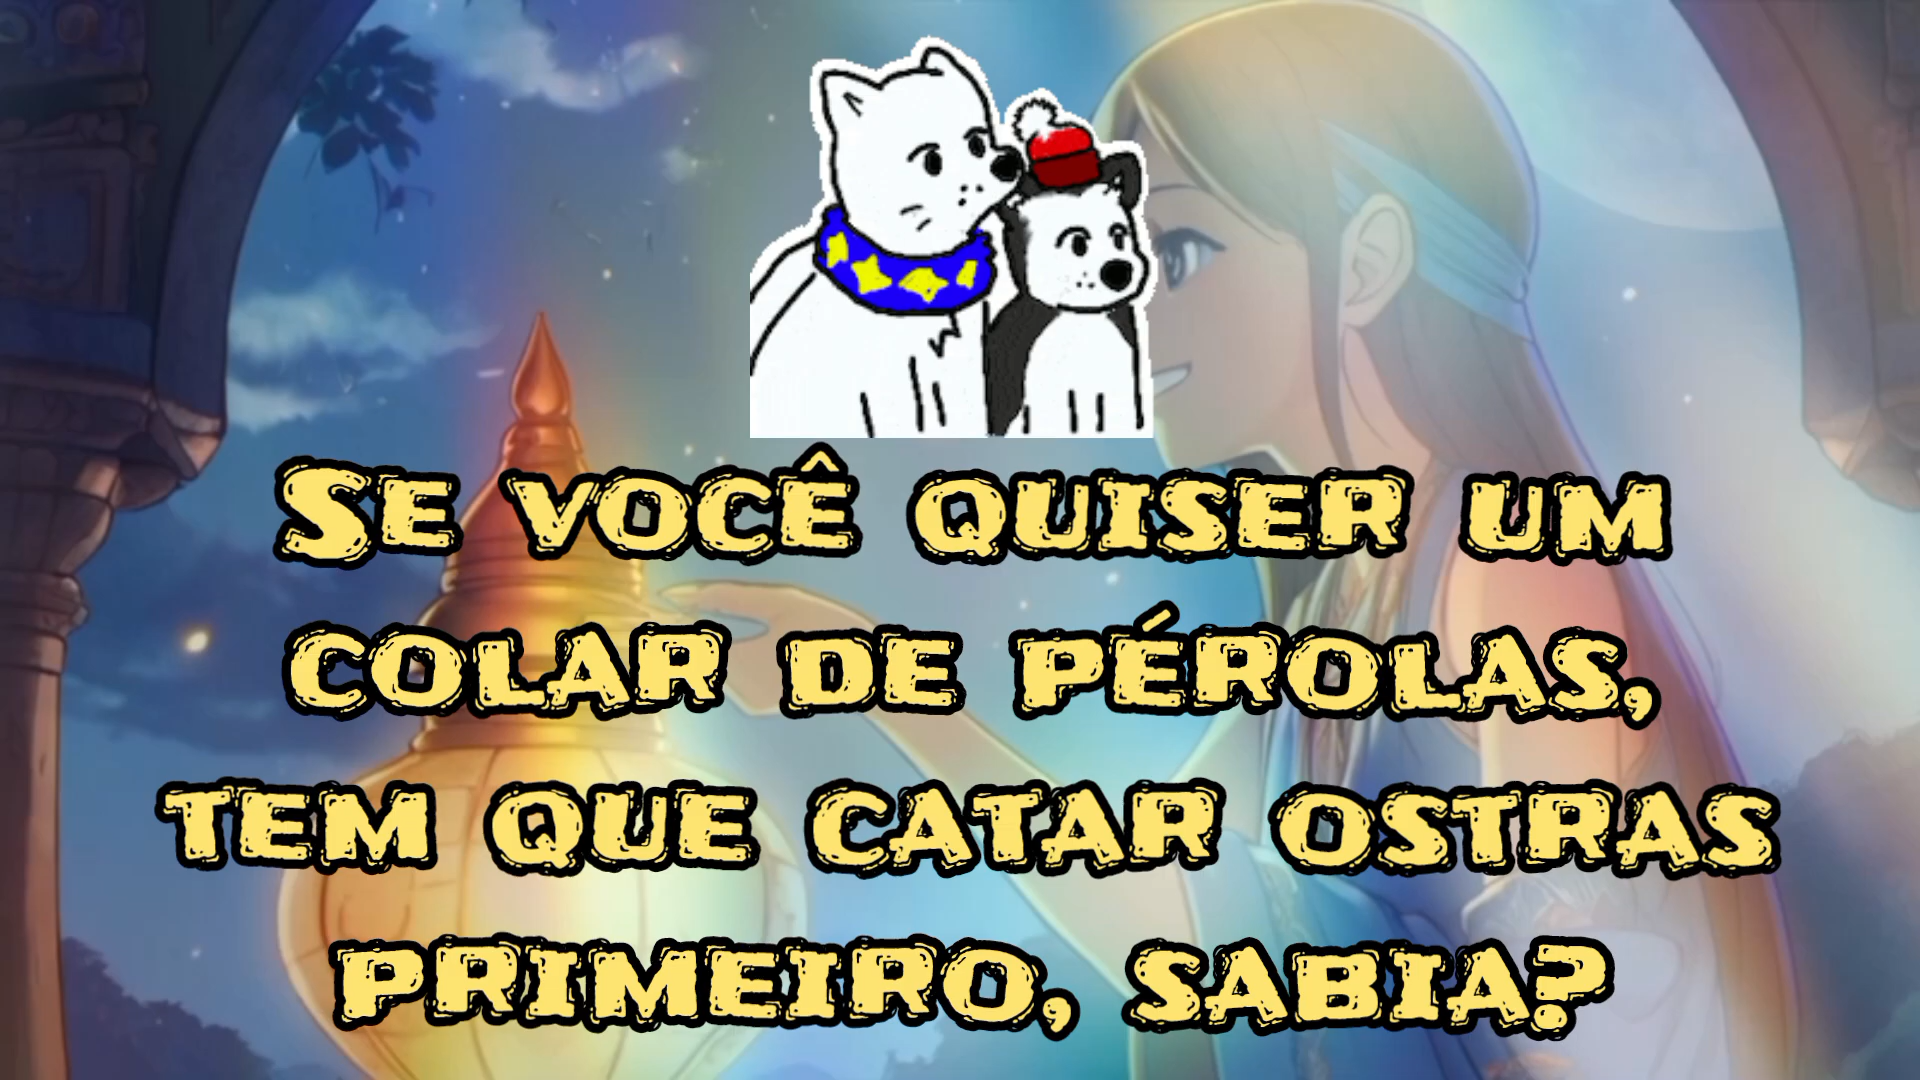 Se você quiser um
colar de pérolas,
tem que catar ostras
primeiro, sabia?